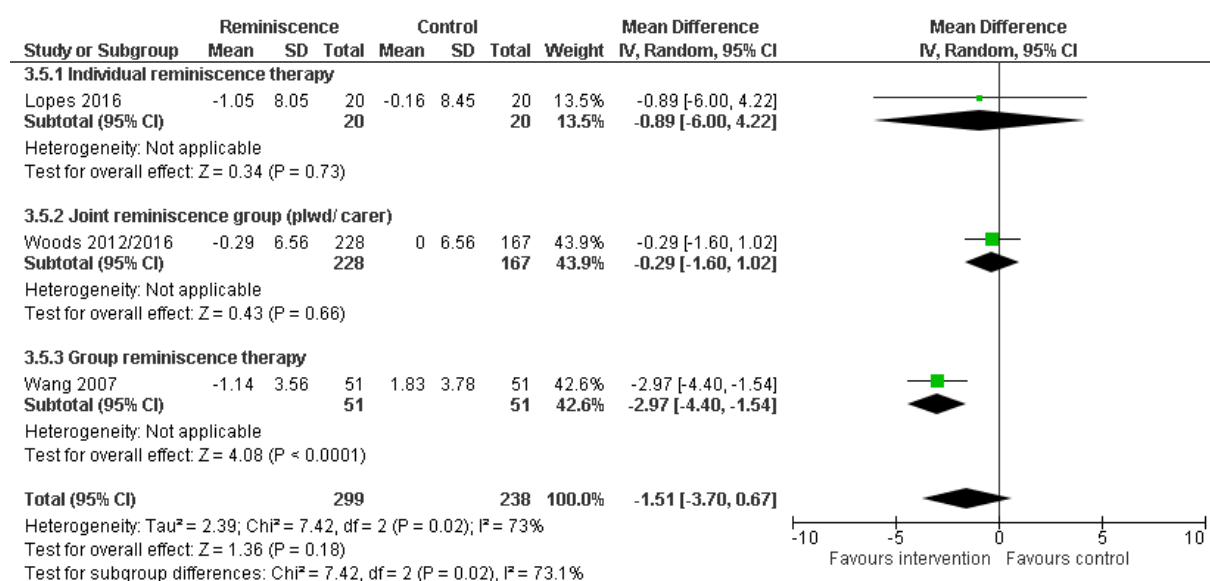 Reminiscence Control Mean Difference Mean Difference
Study or Subgroup Mean SD Total Mean SD Total Weight IV, Random, 95% CI IV, Random, 95% CI
3.5.1 Individual reminiscence therapy
Lopes 2016 -1.05 8.05 20 -0.16 8.45 20 13.5% -0.89 [-6.00, 4.22]
Subtotal (95% CI) 20 20 13.5% -0.89 [-6.00, 4.22]
Heterogeneity: Not applicable
Test for overall effect: Z = 0.34 (P = 0.73)
3.5.2 Joint reminiscence group (plwd/ carer)
Woods 2012/2016 -0.29 6.56 228 0 6.56 167 43.9% -0.29 [-1.60, 1.02]
Subtotal (95% CI) 228 167 43.9% -0.29 [-1.60, 1.02]
Heterogeneity: Not applicable
Test for overall effect: Z = 0.43 (P = 0.66)
3.5.3 Group reminiscence therapy
Wang 2007 -1.14 3.56 51 1.83 3.78 51 42.6% -2.97 [-4.40, -1.54]
Subtotal (95% CI) 51 51 42.6% -2.97 [-4.40, -1.54]
Heterogeneity: Not applicable
Test for overall effect: Z = 4.08 (P < 0.0001)
Total (95% CI) 299 238 100.0% -1.51 [-3.70, 0.67]
Heterogeneity: Tau² = 2.39; Chi² = 7.42, df = 2 (P = 0.02); I² = 73%
Test for overall effect: Z = 1.36 (P = 0.18)
Test for subgroup differences: Chi² = 7.42, df = 2 (P = 0.02), I² = 73.1%
-10 -5 0 5 10
Favours intervention Favours control